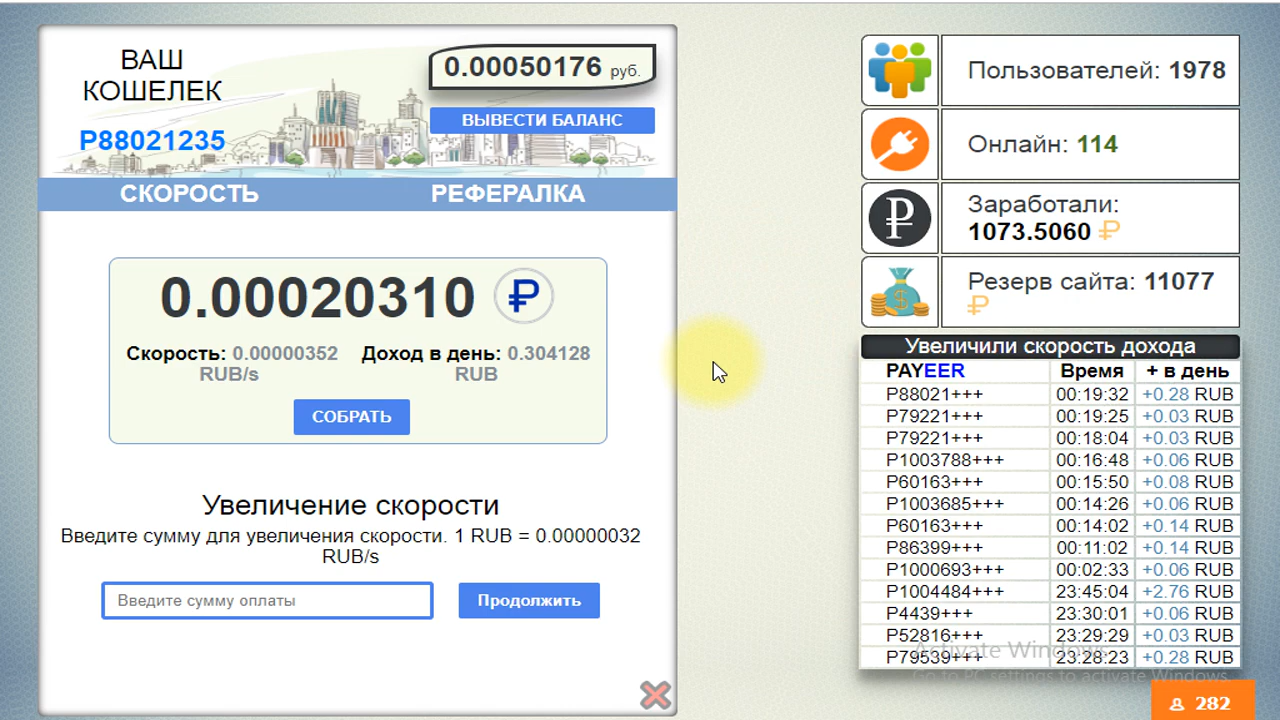 ВАШ
КОШЕЛЕК
P88021235
0.00050176 руб.
ВЫВЕСТИ БАЛАНС
СКОРОСТЬ
РЕФЕРАЛКА
0.00020310 ₽
Скорость: 0.00000352
RUB/s
Доход в день: 0.304128
RUB
СОБРАТЬ
Увеличение скорости
Введите сумму для увеличения скорости. 1 RUB = 0.00000032
RUB/s
Введите сумму оплаты
Продолжить
Пользователей: 1978
Онлайн: 114
₽
Заработали:
1073.5060 ₽
$
Резерв сайта: 11077
₽
Увеличили скорость дохода
PAYEER Время + в день
P88021+++ 00:19:32 +0.28 RUB
P79221+++ 00:19:25 +0.03 RUB
P79221+++ 00:18:04 +0.03 RUB
P1003788+++ 00:16:48 +0.06 RUB
P60163+++ 00:15:50 +0.08 RUB
P1003685+++ 00:14:26 +0.06 RUB
P60163+++ 00:14:02 +0.14 RUB
P86399+++ 00:11:02 +0.14 RUB
P1000693+++ 00:02:33 +0.06 RUB
P1004484+++ 23:45:04 +2.76 RUB
P4439+++ 23:30:01 +0.06 RUB
P52816+++ 23:29:29 +0.03 RUB
P79539+++ 23:28:23 +0.28 RUB
Activate Windows
Go to PC settings to activate Windows.
282